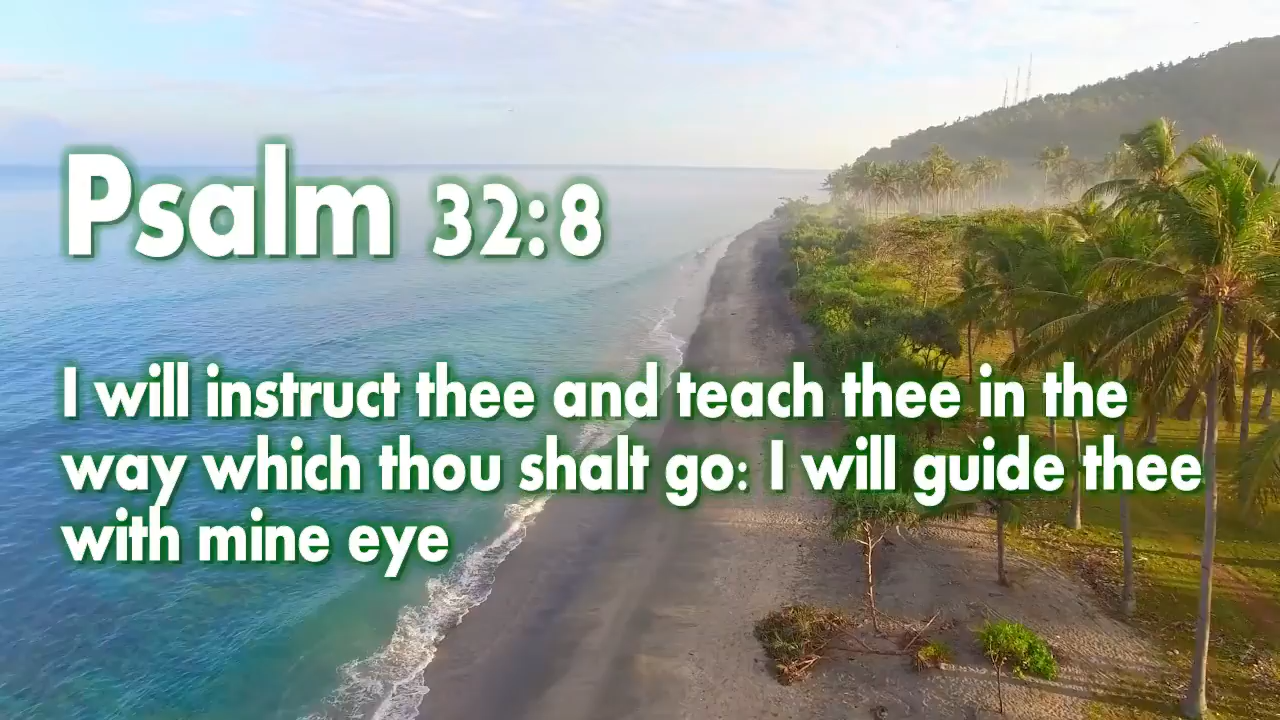 Psalm 32:8
I will instruct thee and teach thee in the
way which thou shalt go: I will guide thee
with mine eye